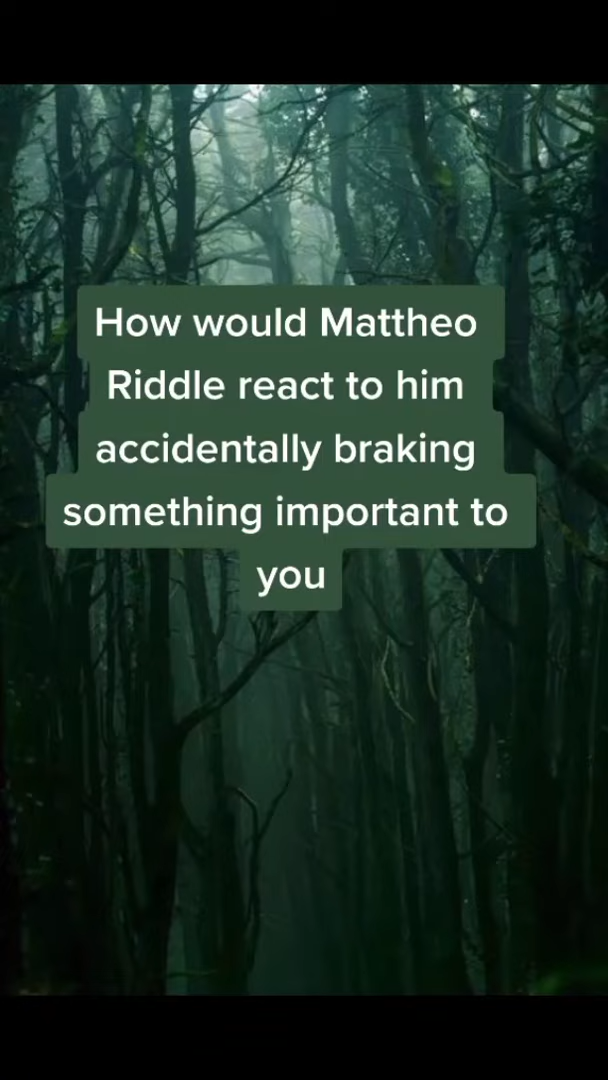 How would Mattheo
Riddle react to him
accidentally braking
something important to
you